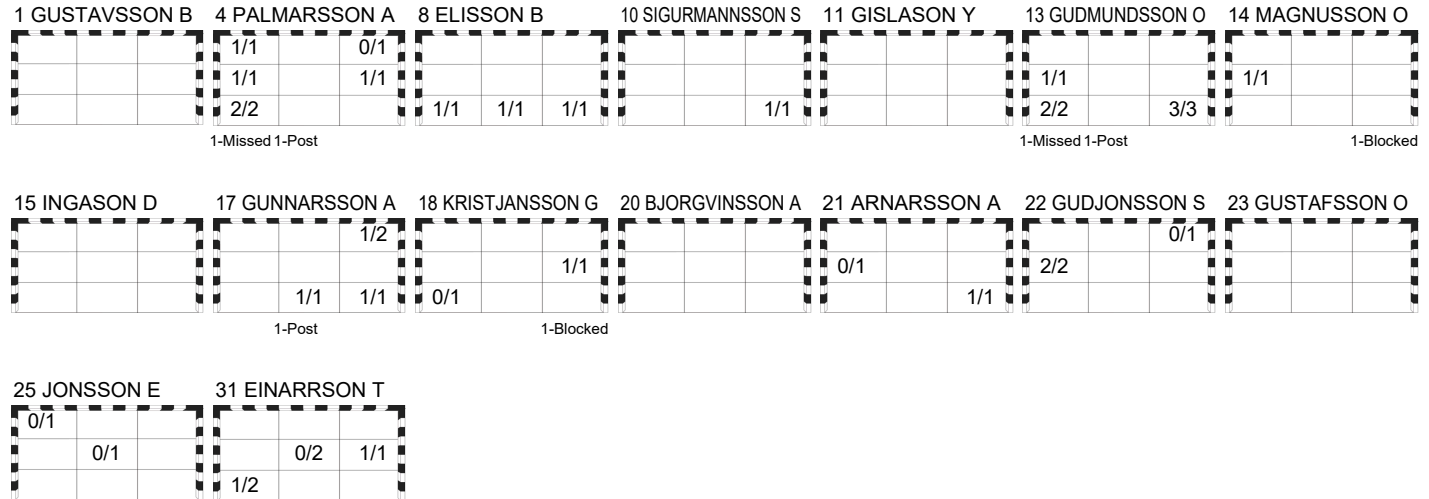 1 GUSTAVSSON B 4 PALMARSSON A 8 ELISSON B 10 SIGURMANNSSON S 11 GISLASON Y 13 GUDMUNDSSON O 14 MAGNUSSON O
1/1 0/1
1/1 1/1 1/1 1/1
2/2 1/1 1/1 1/1 1/1 2/2 3/3
1-Missed 1-Post 1-Missed 1-Post 1-Blocked
15 INGASON D 17 GUNNARSSON A 18 KRISTJANSSON G 20 BJORGVINSSON A 21 ARNARSSON A 22 GUDJONSSON S 23 GUSTAFSSON O
1/2 0/1
1/1 0/1 2/2
1/1 1/1 0/1 1/1
1-Post 1-Blocked
25 JONSSON E 31 EINARRSON T
0/1
0/1 0/2 1/1
1/2